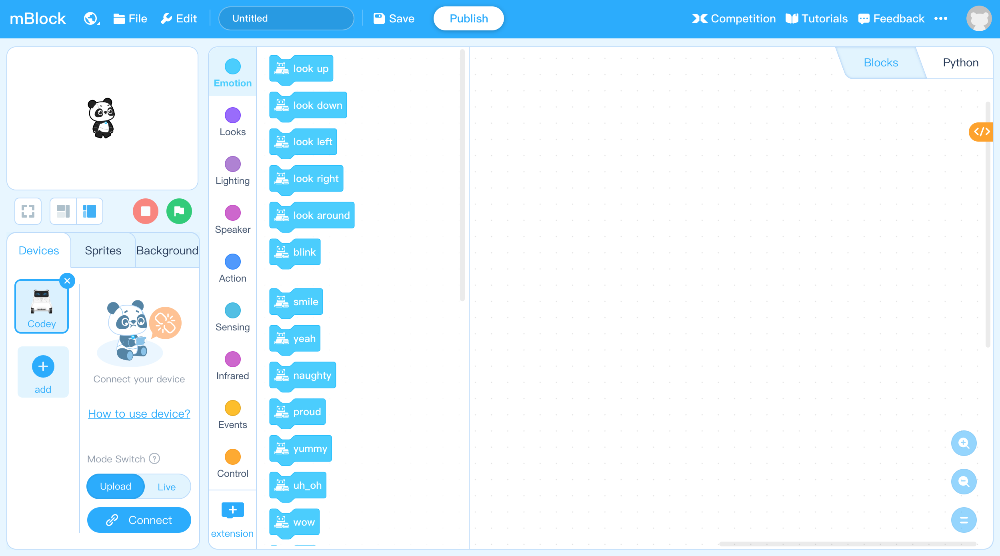 mBlock
File
Edit
Untitled
Save
Publish
Competition
Tutorials
Feedback
Devices
Sprites
Background
Codey
add
Connect your device
How to use device?
Mode Switch ?
Upload
Live
Connect
Emotion
Looks
Lighting
Speaker
Action
Sensing
Infrared
Events
Control
extension
look up
look down
look left
look right
look around
blink
smile
yeah
naughty
proud
yummy
uh_oh
wow
Blocks
Python